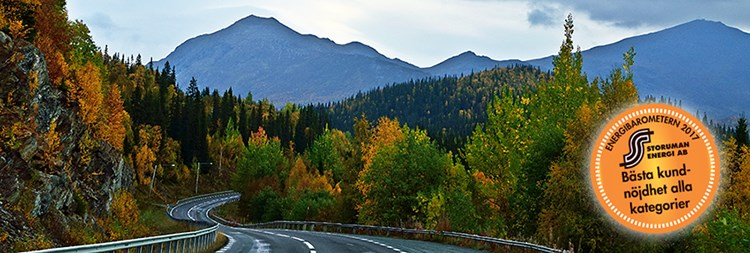 ENERGIBAROMETERN 2017
STORUMAN
ENERGI AB
Bästa kund-
nöjdhet alla
kategorier